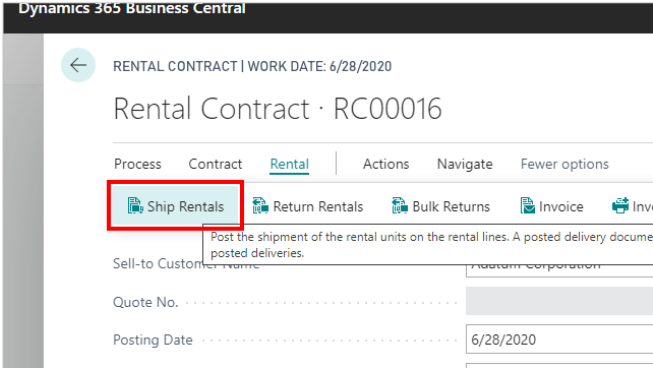 Dynamics 365 Business Central
RENTAL CONTRACT | WORK DATE: 6/28/2020
Rental Contract · RC00016
Process Contract Rental Actions Navigate Fewer options
Ship Rentals Return Rentals Bulk Returns Invoice Inv
Post the shipment of the rental units on the rental lines. A posted delivery docume
posted deliveries.
Sell-to Customer Name Adatum Corporation
Quote No.
Posting Date 6/28/2020